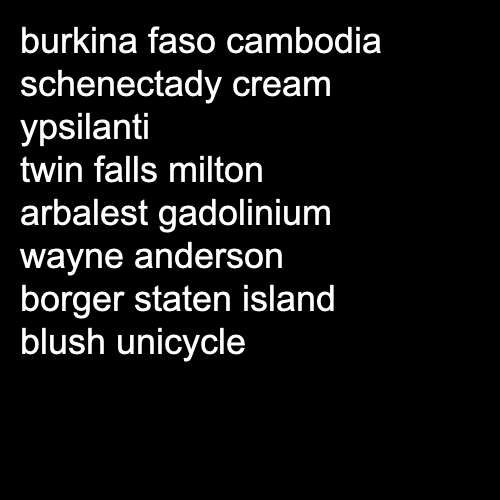 burkina faso cambodia
schenectady cream
ypsilanti
twin falls milton
arbalest gadolinium
wayne anderson
borger staten island
blush unicycle